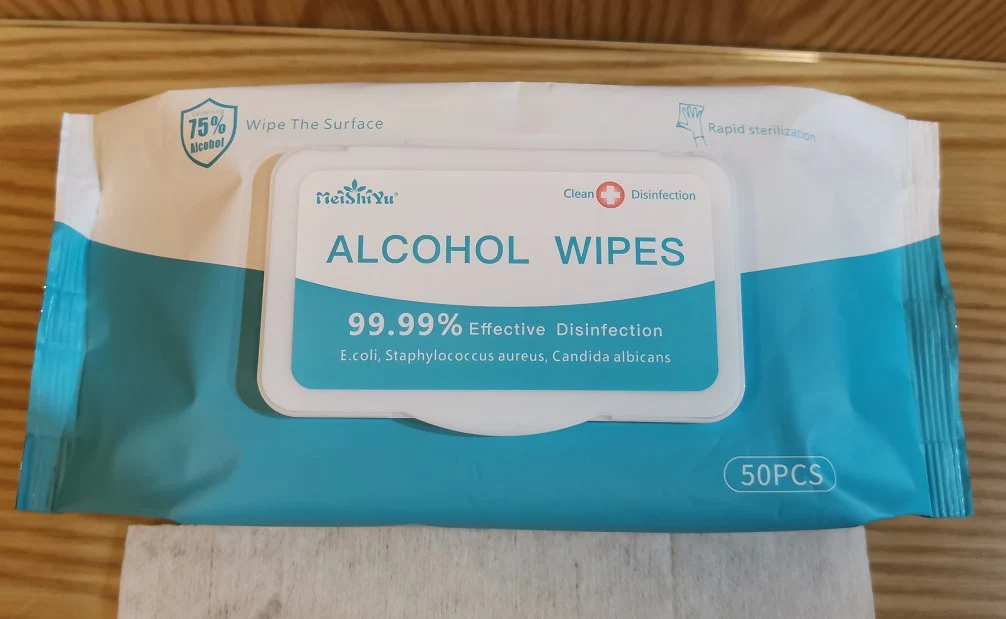 75%
Alcohol
Wipe The Surface
Rapid sterilization
MeiShiYu®
Clean Disinfection
ALCOHOL WIPES
99.99% Effective Disinfection
E.coli, Staphylococcus aureus, Candida albicans
50PCS